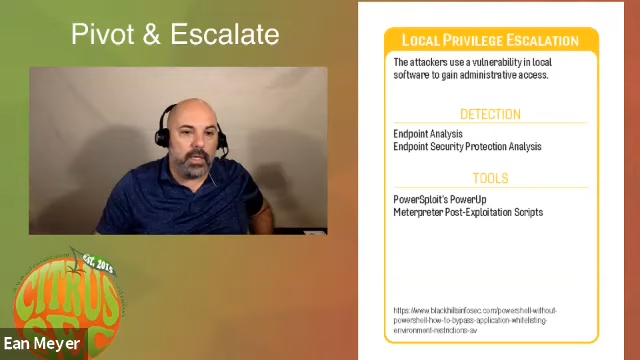 Pivot & Escalate
LOCAL PRIVILEGE ESCALATION
The attackers use a vulnerability in local
software to gain administrative access.
DETECTION
Endpoint Analysis
Endpoint Security Protection Analysis
TOOLS
PowerSploit's PowerUp
Meterpreter Post-Exploitation Scripts
https://www.blackhillsinfosec.com/powershell-without-
powershell-how-to-bypass-application-whitelisting-
environment-restrictions-av
EST. 2014
CITRUS
SEC
Ean Meyer